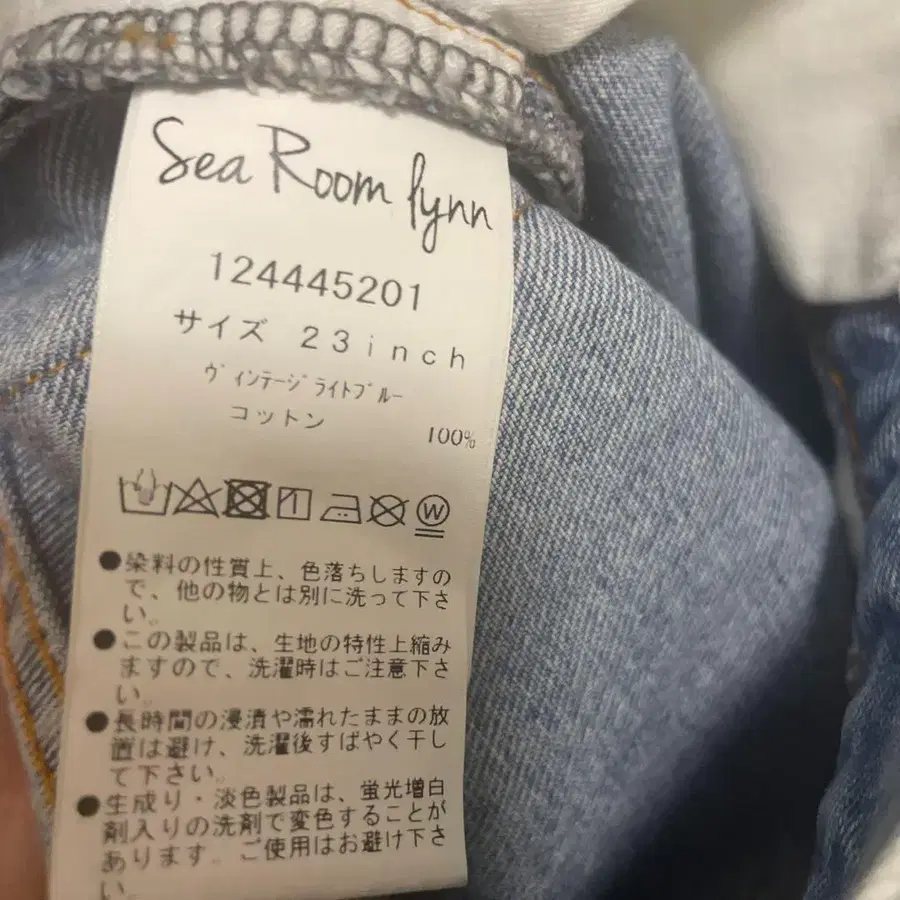 Sea Room lynn
124445201
サイズ 23inch
ヴィンテージライトブルー
コットン 100%
W
●染料の性質上、色落ちしますの
で、他の物とは別に洗って下さ
い。
●この製品は、生地の特性上縮み
ますので、洗濯時はご注意下さ
い。
●長時間の浸漬や濡れたままの放
置は避け、洗濯後すばやく干し
て下さい。
●生成り・淡色製品は、蛍光増白
剤入りの洗剤で変色することが
あります。ご使用はお避け下さ
い。